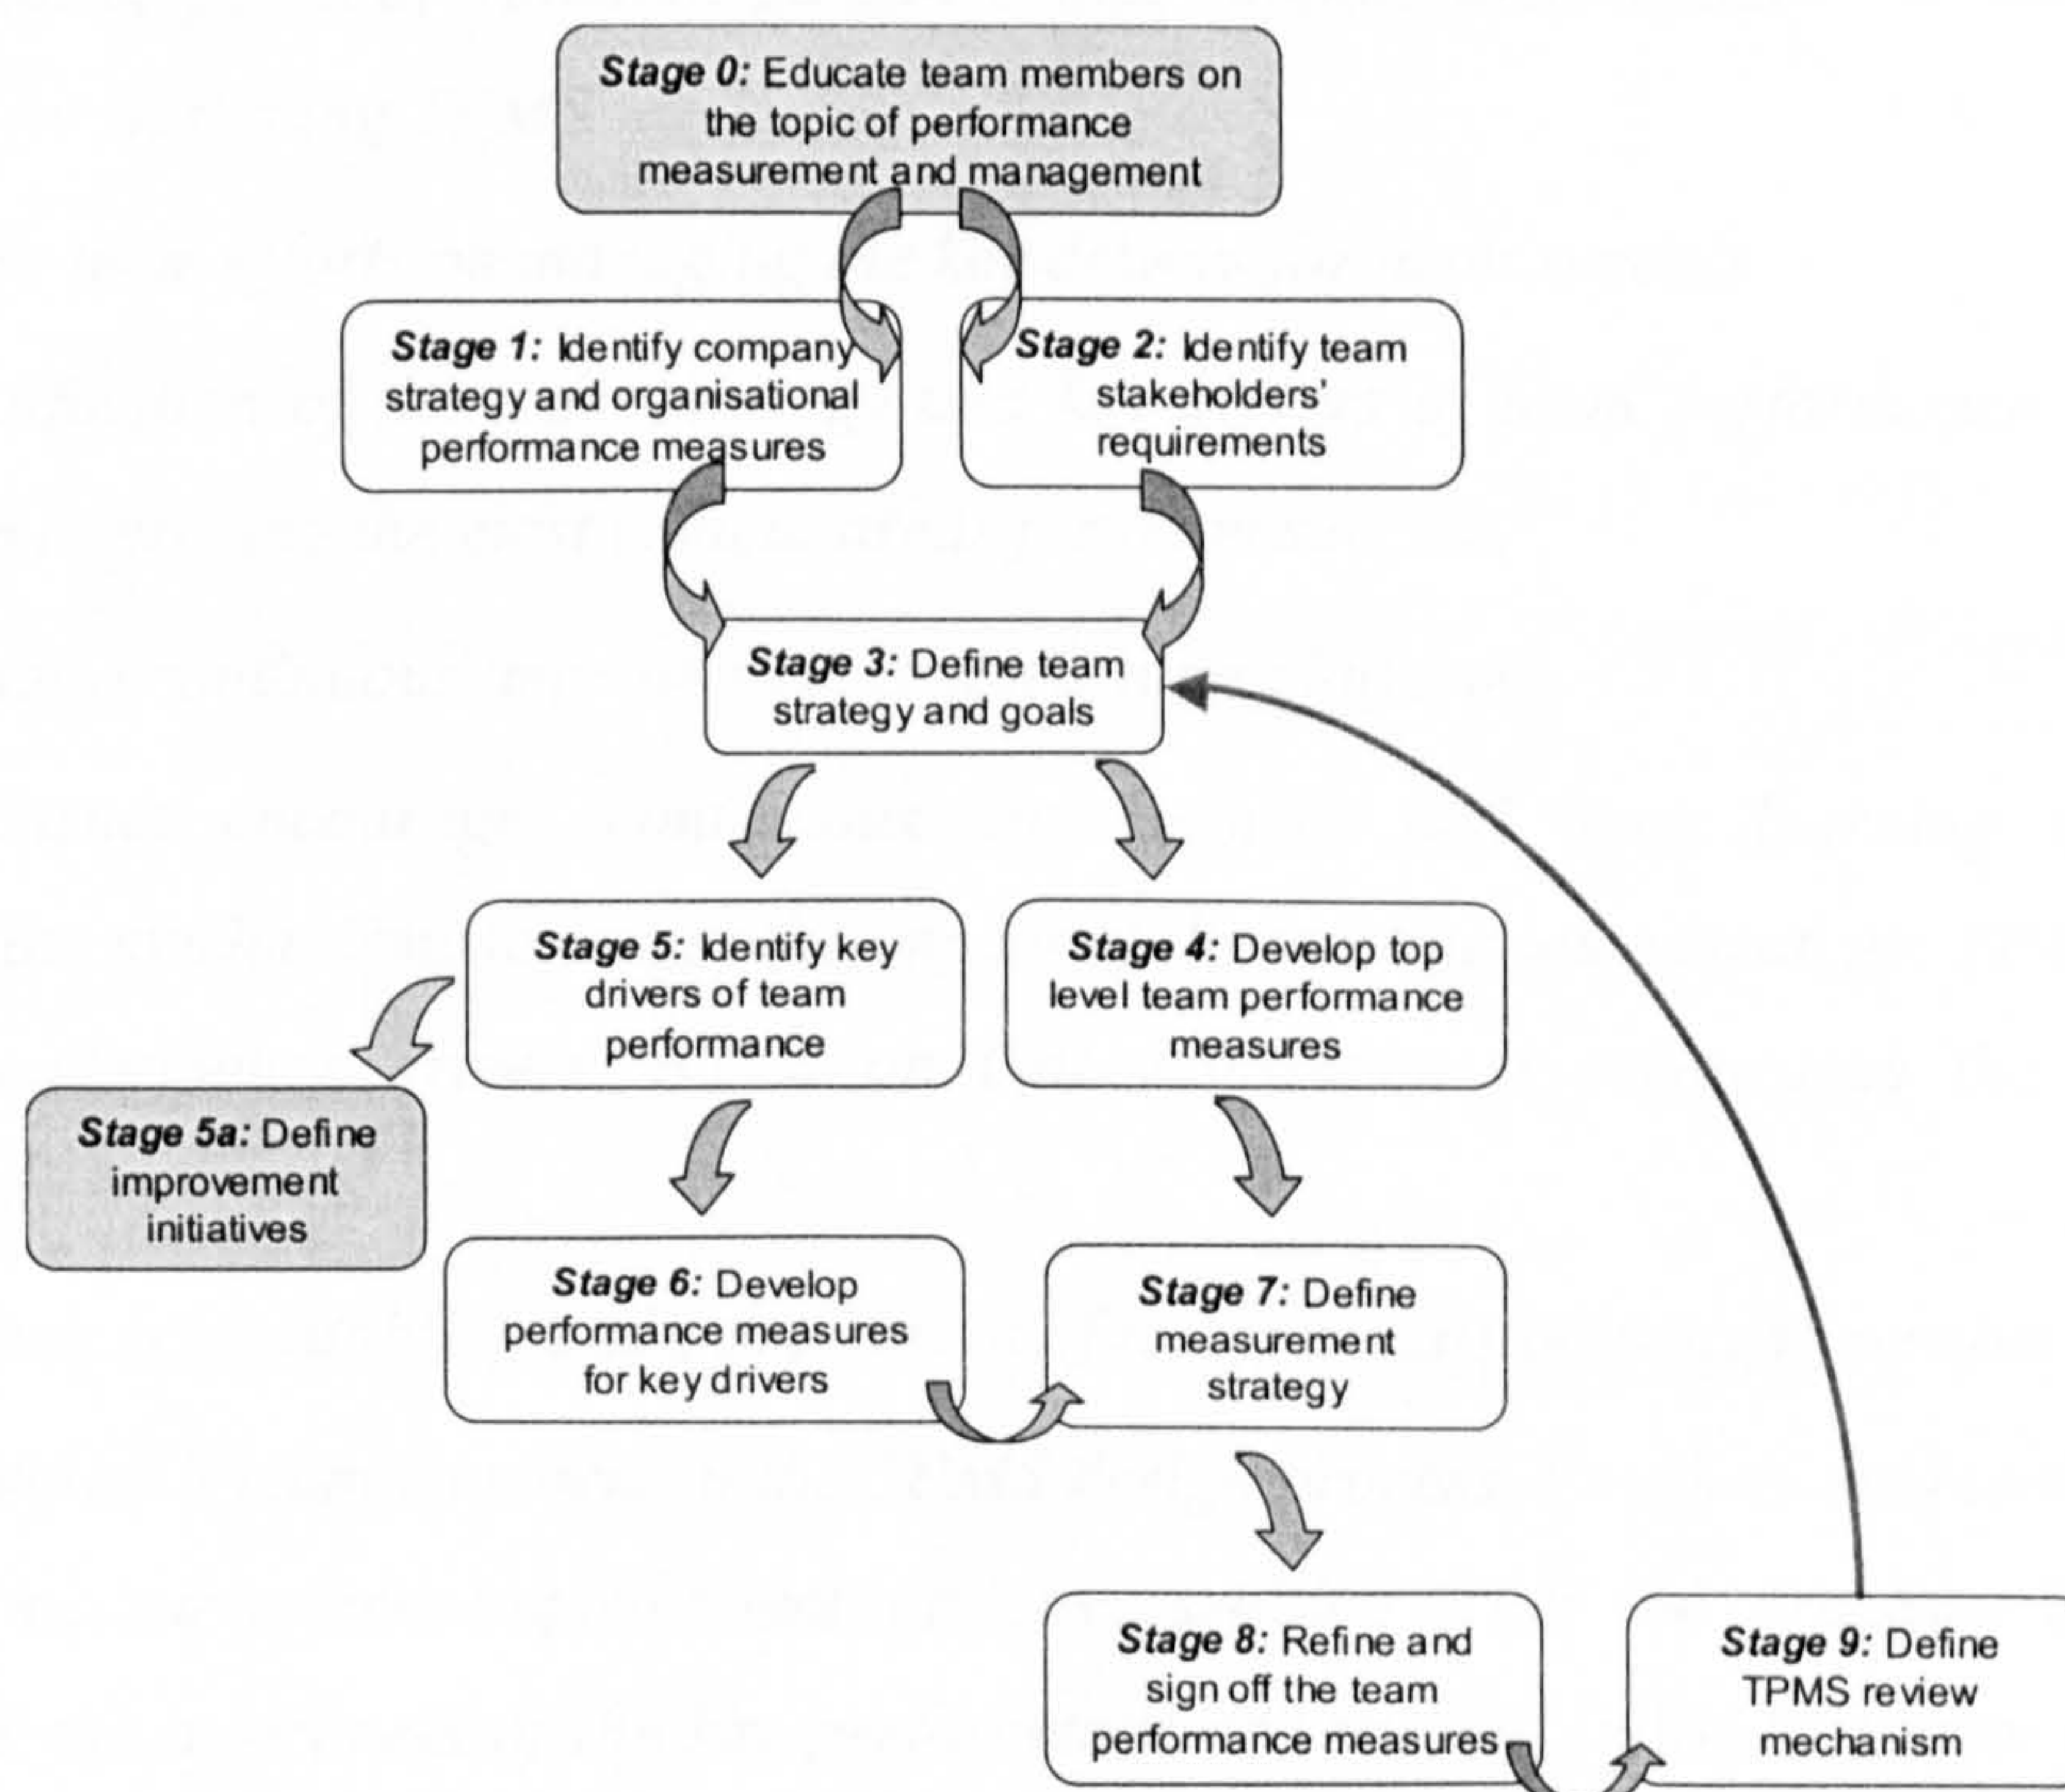 Stage 0: Educate team members on
the topic of performance
measurement and management
Stage 1: Identify company
strategy and organisational
performance measures
Stage 2: Identify team
stakeholders'
requirements
Stage 3: Define team
strategy and goals
Stage 5: Identify key
drivers of team
performance
Stage 4: Develop top
level team performance
measures
Stage 5a: Define
improvement
initiatives
Stage 6: Develop
performance measures
for key drivers
Stage 7: Define
measurement
strategy
Stage 8: Refine and
sign off the team
performance measures
Stage 9: Define
TPMS review
mechanism